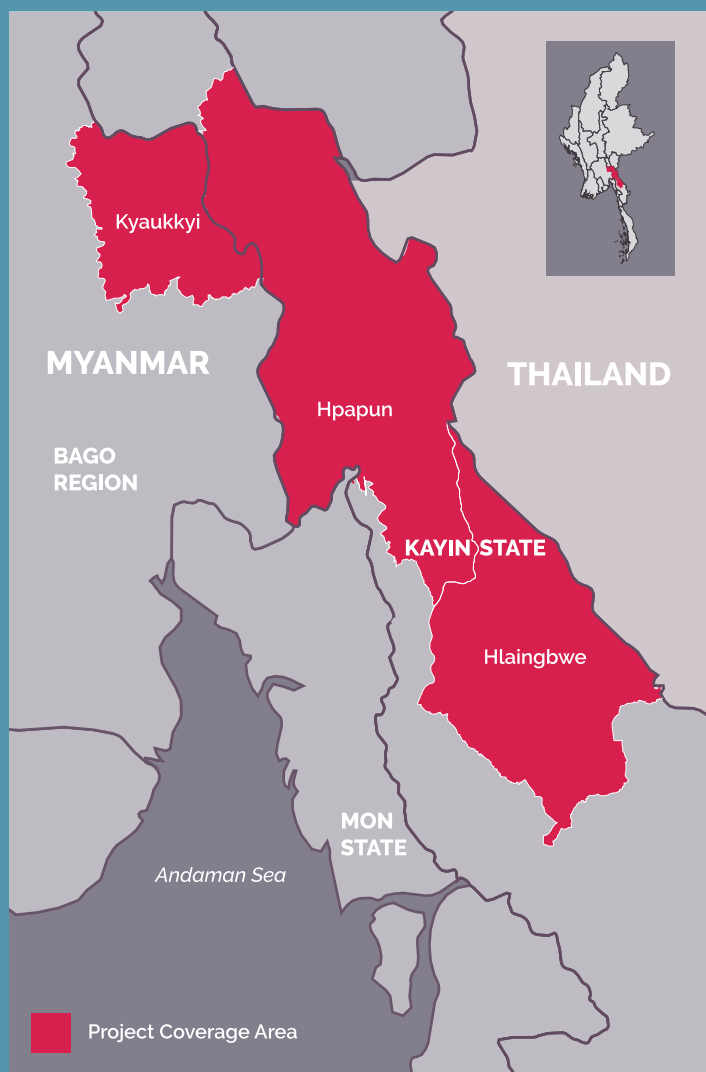 Kyaukkyi
MYANMAR
THAILAND
Hpapun
BAGO
REGION
KAYIN STATE
Hlaingbwe
MON
STATE
Andaman Sea
Project Coverage Area